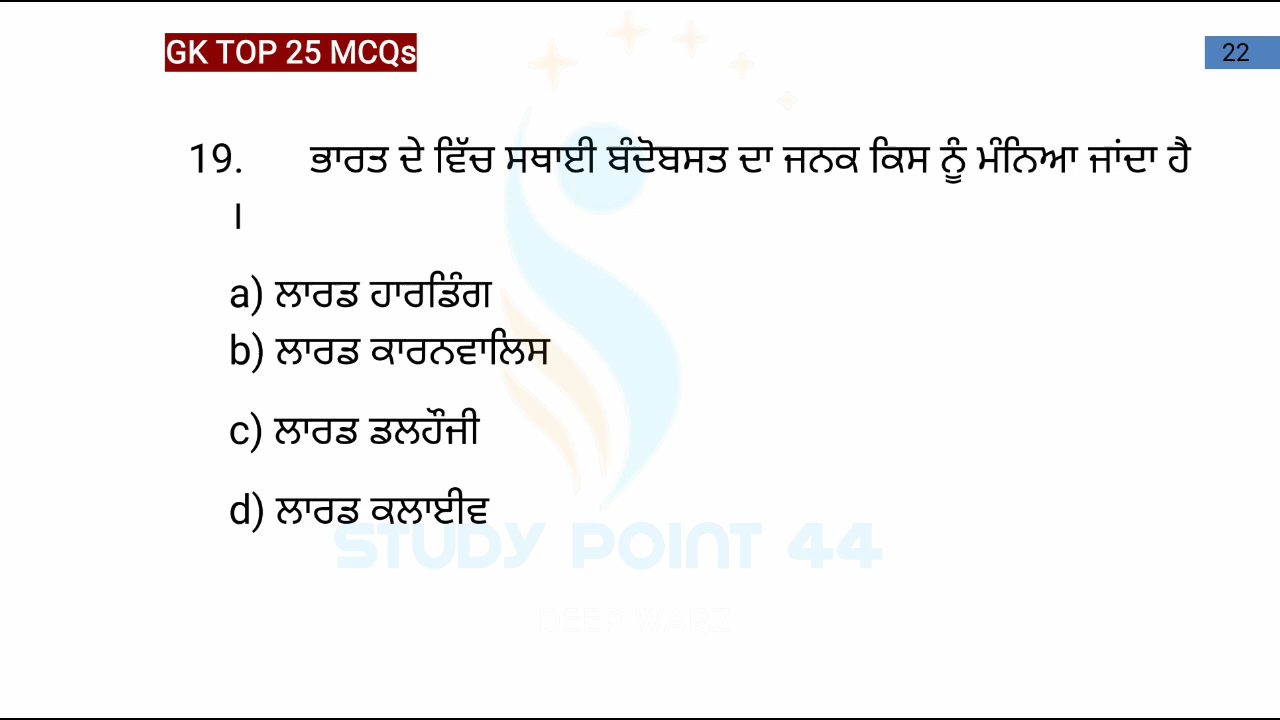 GK TOP 25 MCQs
22
19. ਭਾਰਤ ਦੇ ਵਿੱਚ ਸਥਾਈ ਬੰਦੋਬਸਤ ਦਾ ਜਨਕ ਕਿਸ ਨੂੰ ਮੰਨਿਆ ਜਾਂਦਾ ਹੈ
।
a) ਲਾਰਡ ਹਾਰਡਿੰਗ
b) ਲਾਰਡ ਕਾਰਨਵਾਲਿਸ
c) ਲਾਰਡ ਡਲਹੌਜੀ
d) ਲਾਰਡ ਕਲਾਈਵ
STUDY POINT 44